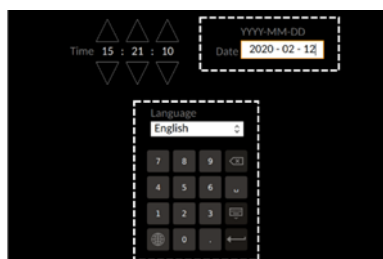 YYYY-MM-DD
Time 15 : 21 : 10
Date 2020 - 02 - 12
Language
English
7 8 9
4 5 6
1 2 3
0 .